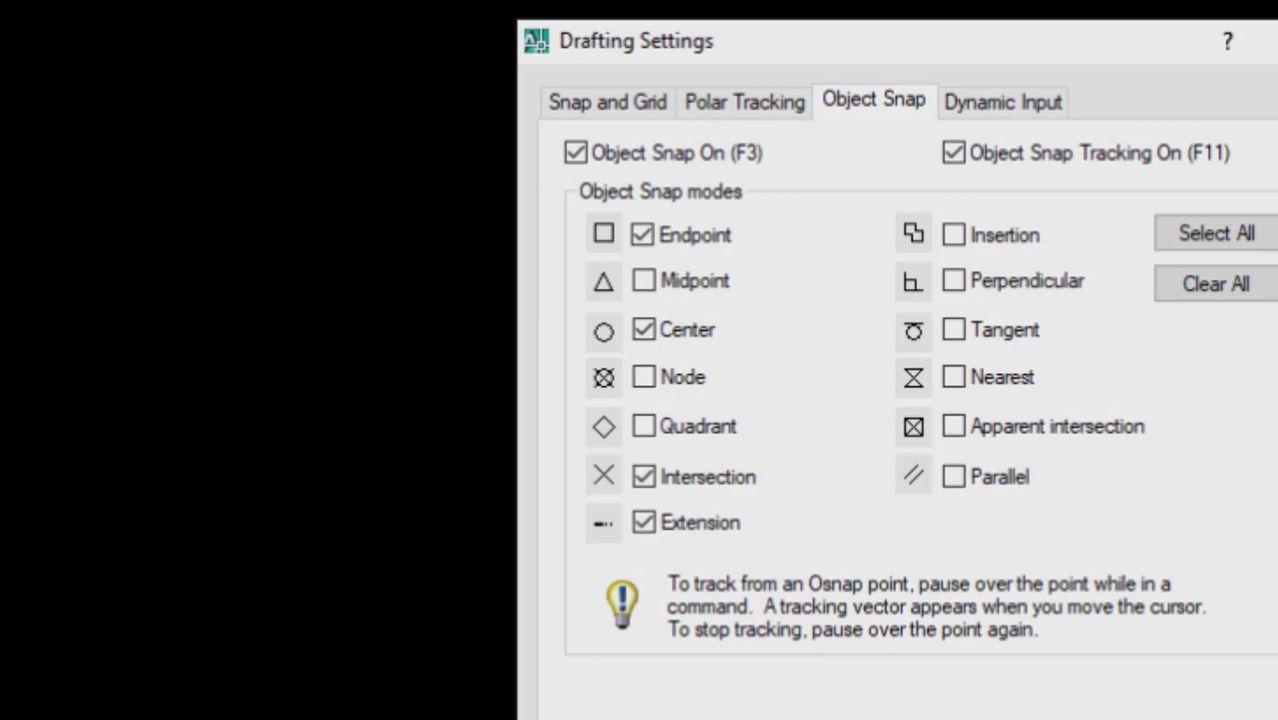 Drafting Settings
?
Snap and Grid
Polar Tracking
Object Snap
Dynamic Input
Object Snap On (F3)
Object Snap Tracking On (F11)
Object Snap modes
Endpoint
Insertion
Select All
Midpoint
Perpendicular
Clear All
Center
Tangent
Node
Nearest
Quadrant
Apparent intersection
Intersection
Parallel
Extension
To track from an Osnap point, pause over the point while in a
command.  A tracking vector appears when you move the cursor.
To stop tracking, pause over the point again.